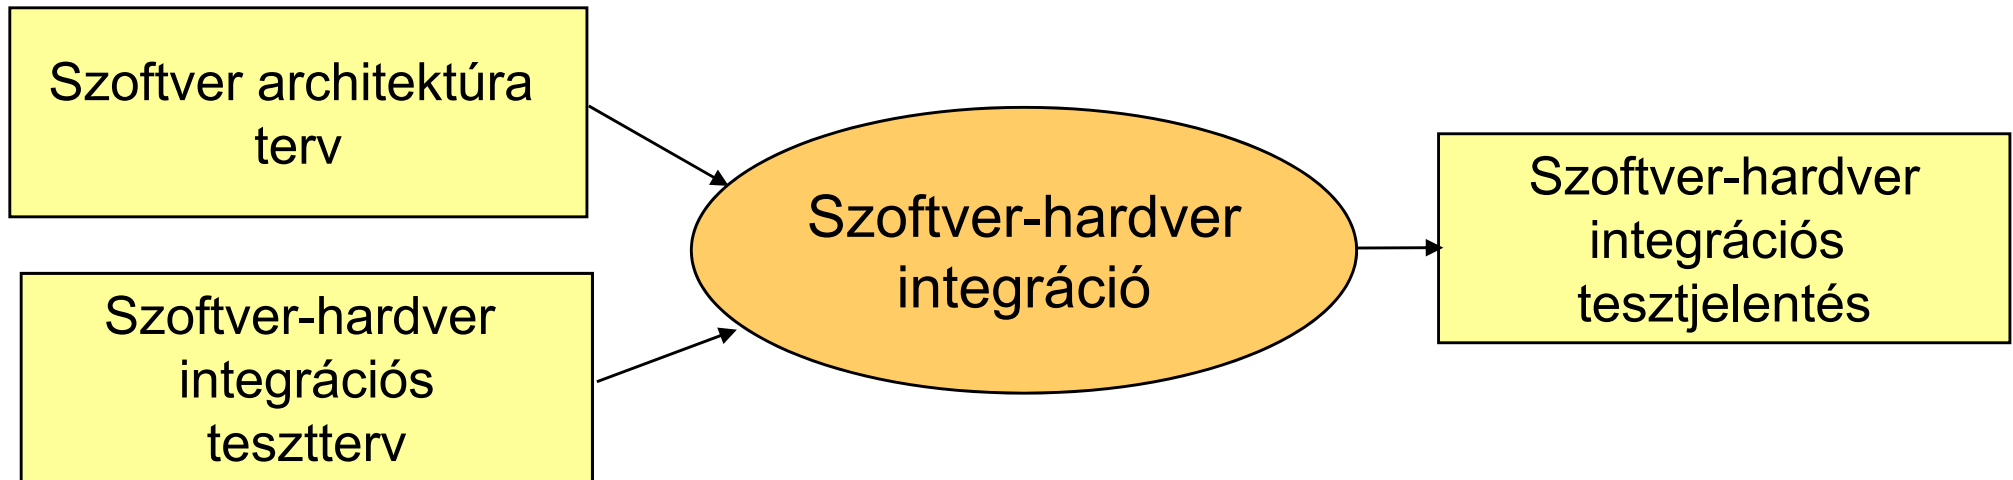 Szoftver architektúra
terv
Szoftver-hardver
integrációs
tesztterv
Szoftver-hardver
integráció
Szoftver-hardver
integrációs
tesztjelentés